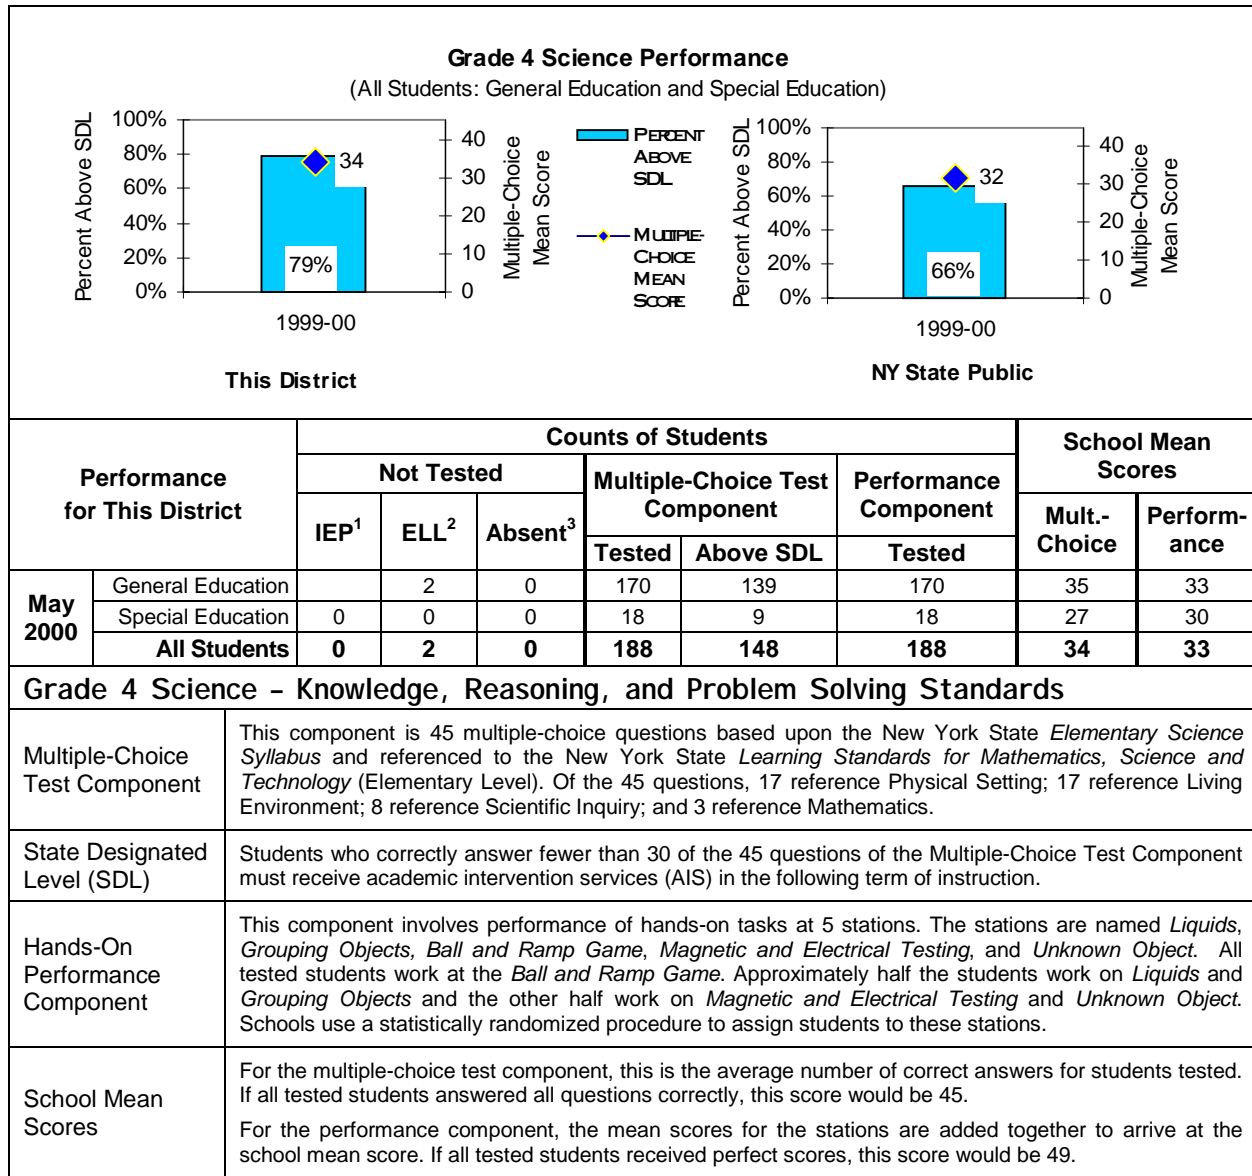 Grade 4 Science Performance
(All Students: General Education and Special Education)
Percent Above SDL
100%
80%
60%
40%
20%
0%
34
79%
40
30
20
10
0
Multiple-Choice
Mean Score
1999-00
This District
PERCENT
ABOVE
SDL
MULTIPLE-
CHOICE
MEAN
SCORE
Percent Above SDL
100%
80%
60%
40%
20%
0%
32
66%
40
30
20
10
0
Multiple-Choice
Mean Score
1999-00
NY State Public
Performance
for This District
Counts of Students
School Mean
Scores
Not Tested
Multiple-Choice Test
Component
Performance
Component
IEP1 ELL2 Absent3
Tested Above SDL Tested
Mult.-
Choice
Perform-
ance
May
2000
General Education 2 0 170 139 170 35 33
Special Education 0 0 0 18 9 18 27 30
All Students 0 2 0 188 148 188 34 33
Grade 4 Science – Knowledge, Reasoning, and Problem Solving Standards
Multiple-Choice
Test Component
This component is 45 multiple-choice questions based upon the New York State Elementary Science
Syllabus and referenced to the New York State Learning Standards for Mathematics, Science and
Technology (Elementary Level). Of the 45 questions, 17 reference Physical Setting; 17 reference Living
Environment; 8 reference Scientific Inquiry; and 3 reference Mathematics.
State Designated
Level (SDL)
Students who correctly answer fewer than 30 of the 45 questions of the Multiple-Choice Test Component
must receive academic intervention services (AIS) in the following term of instruction.
Hands-On
Performance
Component
This component involves performance of hands-on tasks at 5 stations. The stations are named Liquids,
Grouping Objects, Ball and Ramp Game, Magnetic and Electrical Testing, and Unknown Object. All
tested students work at the Ball and Ramp Game. Approximately half the students work on Liquids and
Grouping Objects and the other half work on Magnetic and Electrical Testing and Unknown Object.
Schools use a statistically randomized procedure to assign students to these stations.
School Mean
Scores
For the multiple-choice test component, this is the average number of correct answers for students tested.
If all tested students answered all questions correctly, this score would be 45.
For the performance component, the mean scores for the stations are added together to arrive at the
school mean score. If all tested students received perfect scores, this score would be 49.